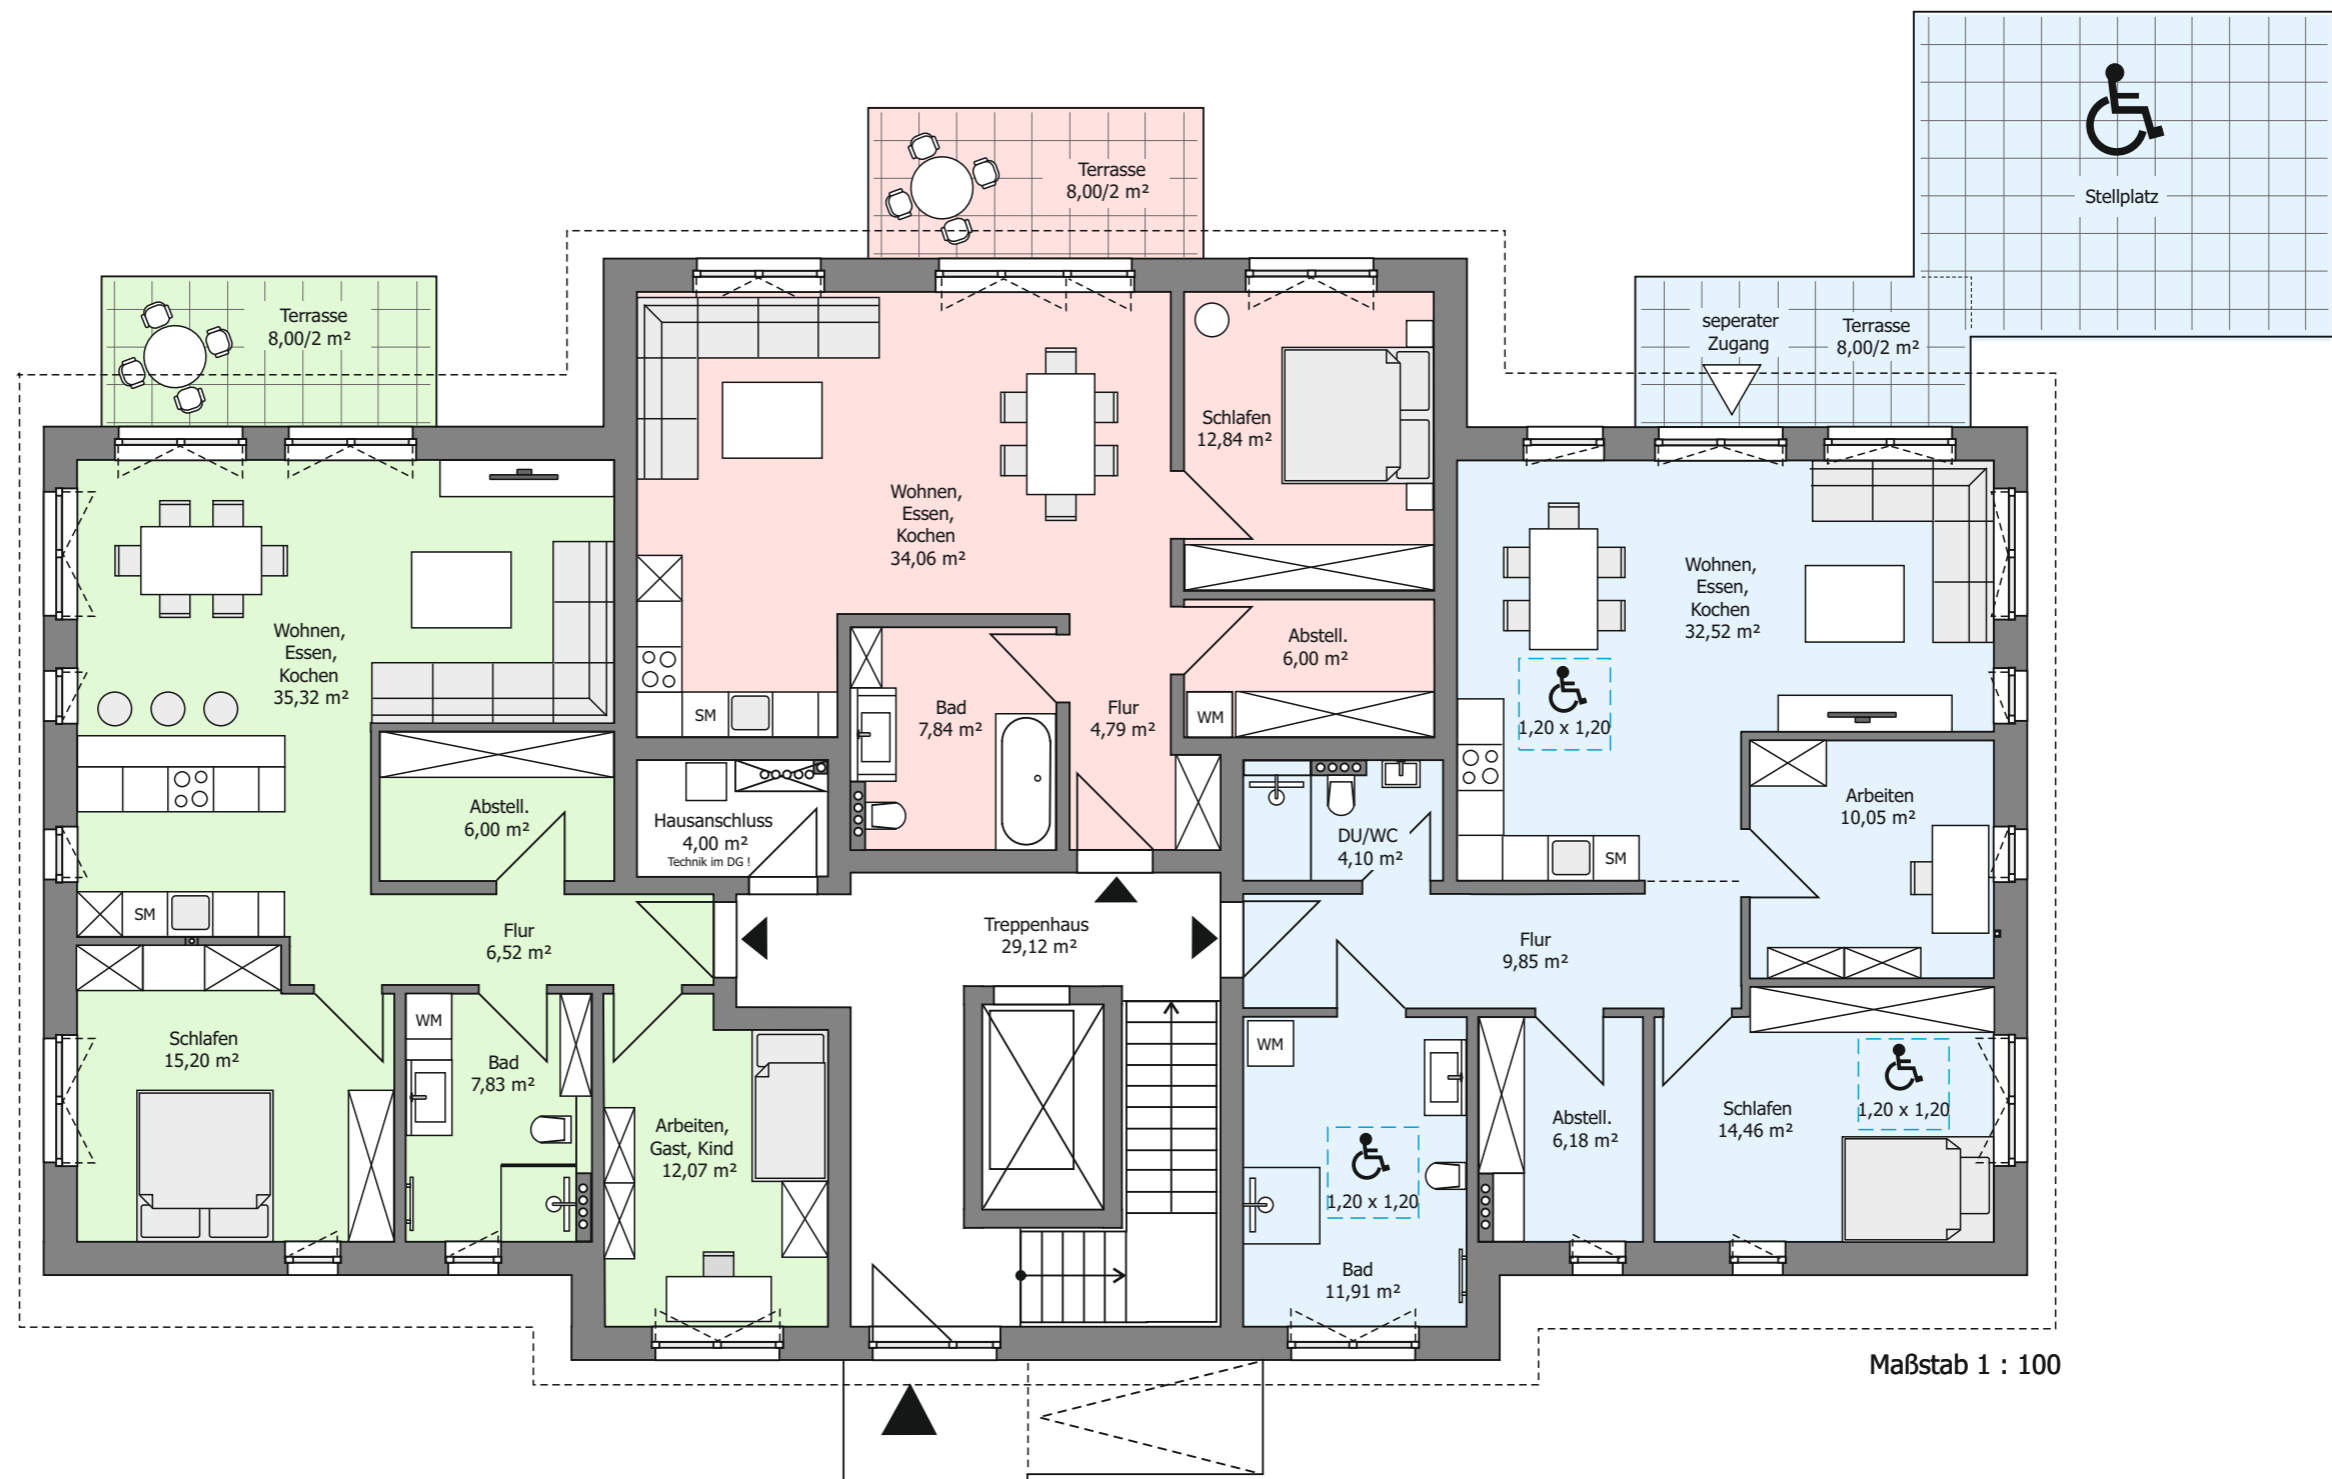 Stellplatz
Terrasse
8,00/2 m²
Terrasse
8,00/2 m²
seperater
Zugang
Terrasse
8,00/2 m²
Schlafen
12,84 m²
Wohnen,
Essen,
Kochen
34,06 m²
Wohnen,
Essen,
Kochen
32,52 m²
Wohnen,
Essen,
Kochen
35,32 m²
Abstell.
6,00 m²
1,20 x 1,20
SM
Bad
7,84 m²
Flur
4,79 m²
WM
Abstell.
6,00 m²
Hausanschluss
4,00 m²
Technik im DG !
DU/WC
4,10 m²
SM
Arbeiten
10,05 m²
SM
Flur
6,52 m²
Treppenhaus
29,12 m²
Flur
9,85 m²
WM
Schlafen
15,20 m²
Bad
7,83 m²
WM
Arbeiten,
Gast, Kind
12,07 m²
Abstell.
6,18 m²
Schlafen
14,46 m²
1,20 x 1,20
1,20 x 1,20
Bad
11,91 m²
Maßstab 1 : 100